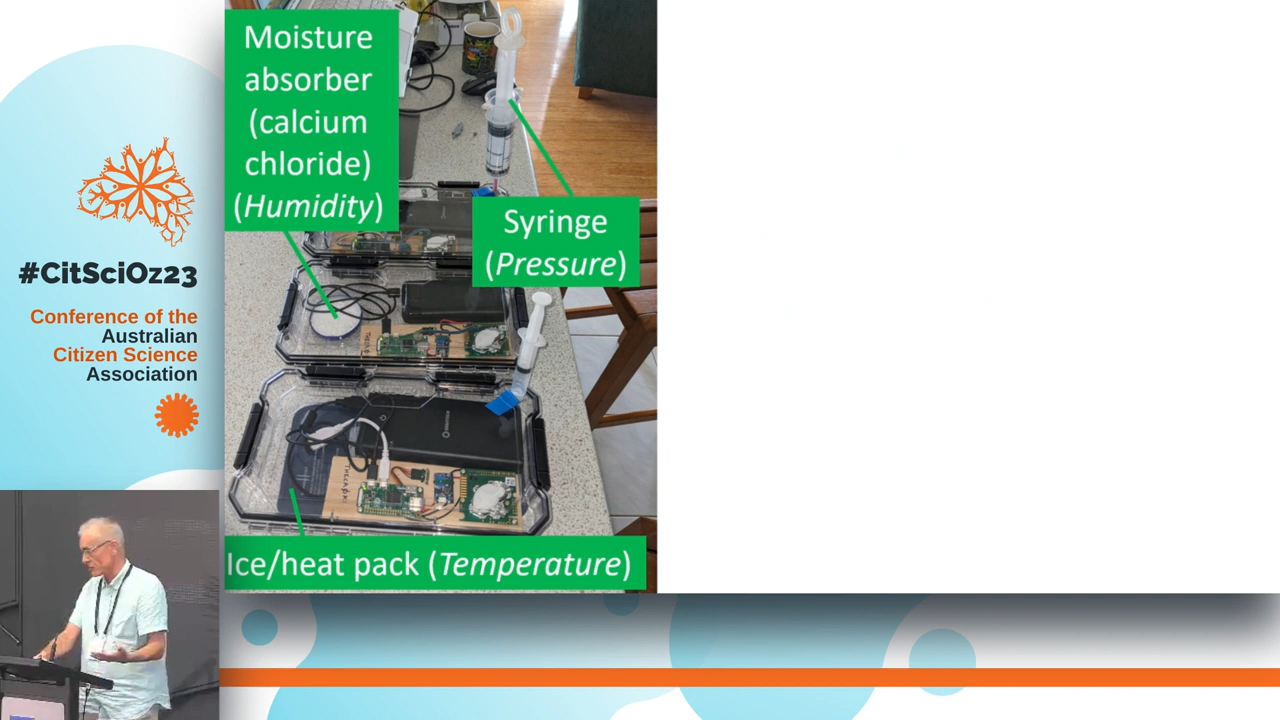 Moisture
absorber
(calcium
chloride)
(Humidity)
Syringe
(Pressure)
Ice/heat pack (Temperature)
#CitSciOz23
Conference of the
Australian
Citizen Science
Association